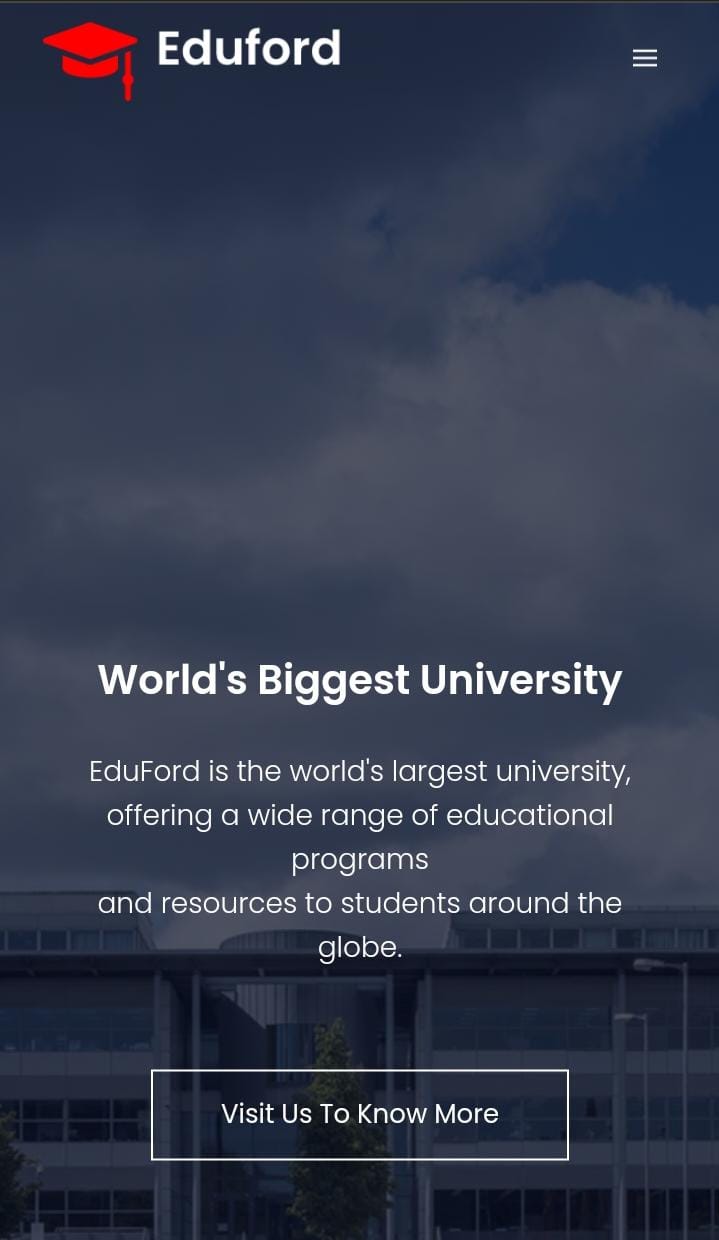 Eduford
World's Biggest University
EduFord is the world's largest university,
offering a wide range of educational
programs
and resources to students around the
globe.
Visit Us To Know More